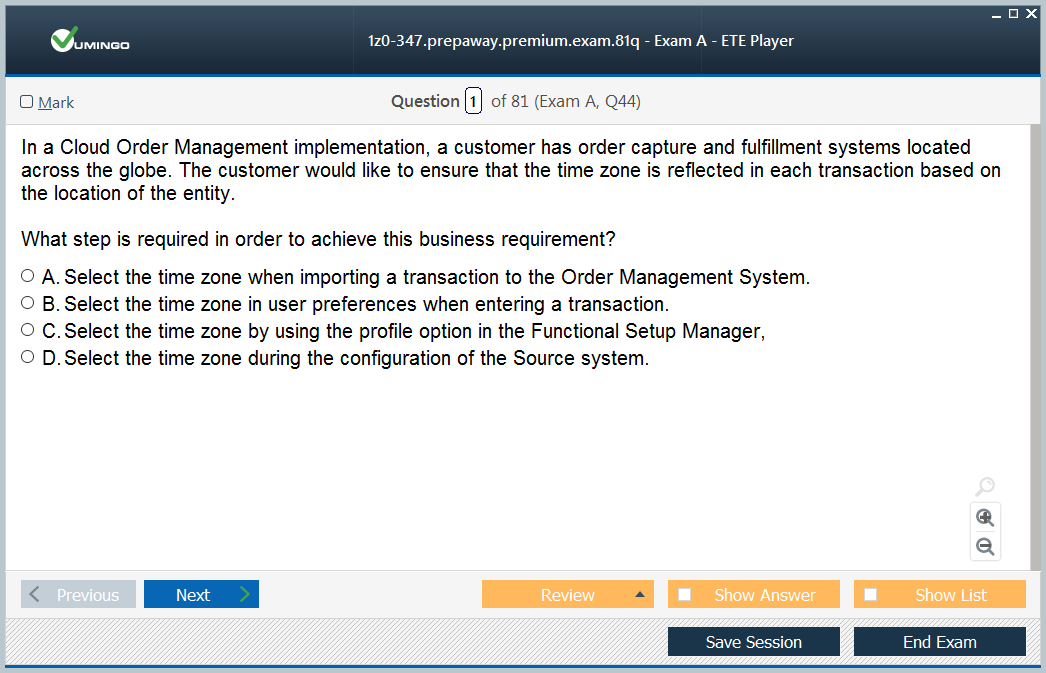 VUMINGO
1z0-347.prepaway.premium.exam.81q - Exam A - ETE Player
Mark
Question 1 of 81 (Exam A, Q44)
In a Cloud Order Management implementation, a customer has order capture and fulfillment systems located
across the globe. The customer would like to ensure that the time zone is reflected in each transaction based on
the location of the entity.
What step is required in order to achieve this business requirement?
A. Select the time zone when importing a transaction to the Order Management System.
B. Select the time zone in user preferences when entering a transaction.
C. Select the time zone by using the profile option in the Functional Setup Manager,
D. Select the time zone during the configuration of the Source system.
Previous
Next
Review
Show Answer
Show List
Save Session
End Exam